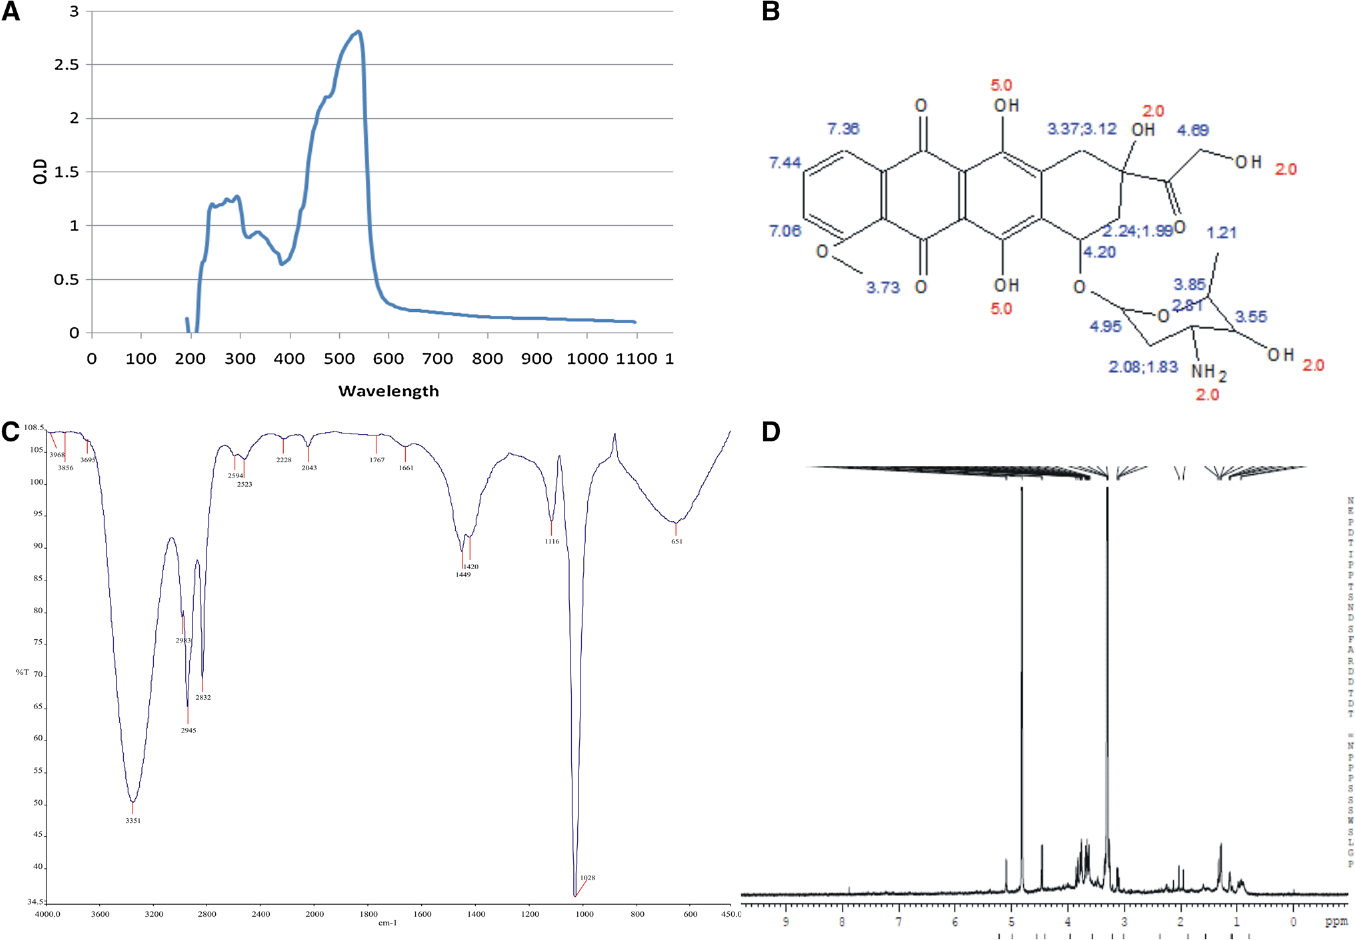 A
3
2.5
2
1.5
1
0.5
0
O.D
0 100 200 300 400 500 600 700 800 900 1000 1100 1
Wavelength
B
5.0
O OH 2.0
7.36 3.37;3.12 OH 4.69
7.44 OH 2.0
7.06 2.24;1.99 O 1.21
O 4.20
3.73 O OH O 3.85
5.0 2.81
4.95 O 3.55
2.08;1.83 NH2 OH 2.0
2.0
C
108.5
105
100
95
90
85
80
75
%T 70
65
60
55
50
45
40
34.5
3968
3856
3695
3351
2983
2945
2832
2594
2523
2228
2043
1767
1661
1449
1420
1116
1028
651
4000.0 3600 3200 2800 2400 2000 1800 1600 1400 1200 1000 800 600 450.0
cm-1
D
N
E
P
D
T
I
P
P
T
S
N
D
S
F
A
R
D
D
T
D
T
=
N
P
P
P
S
S
S
W
S
L
G
P
9 8 7 6 5 4 3 2 1 0 ppm